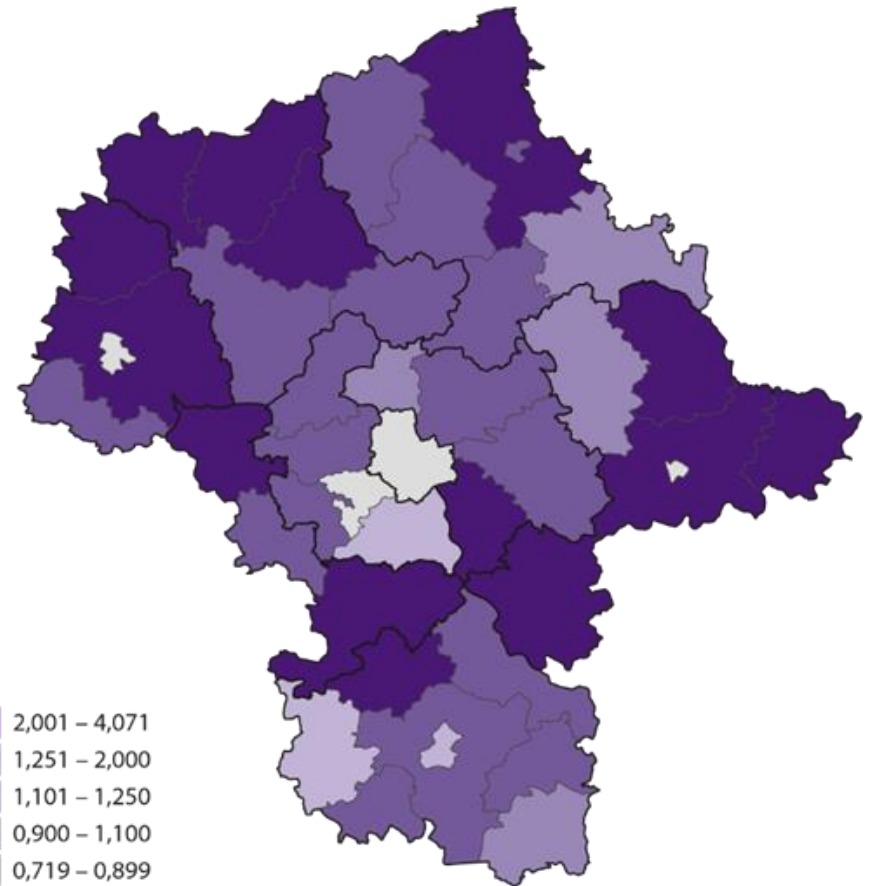 2,001 – 4,071
1,251 – 2,000
1,101 – 1,250
0,900 – 1,100
0,719 – 0,899